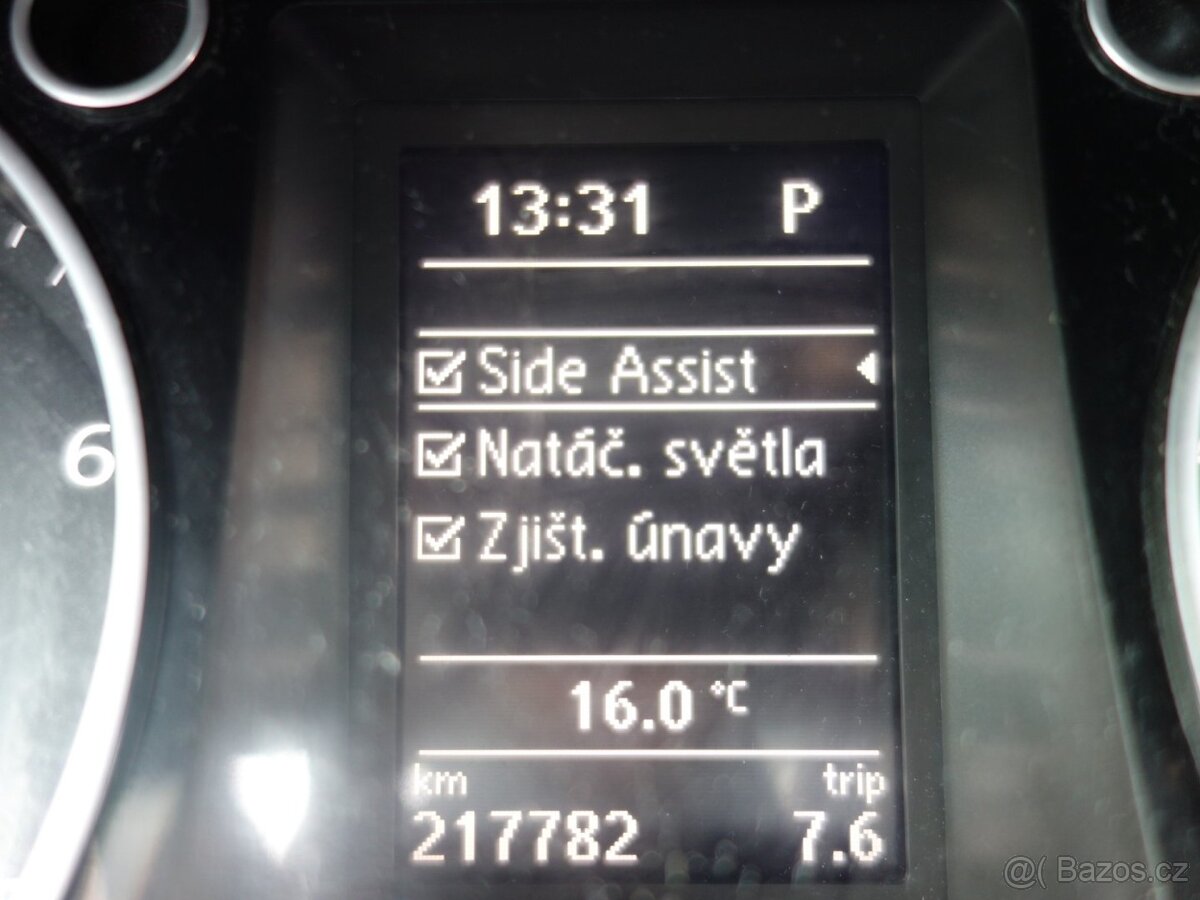 13:31 P
Side Assist
Natáč. světla
Zjišt. únavy
6
16.0 °C
km trip
217782 7.6
@( Bazos.cz